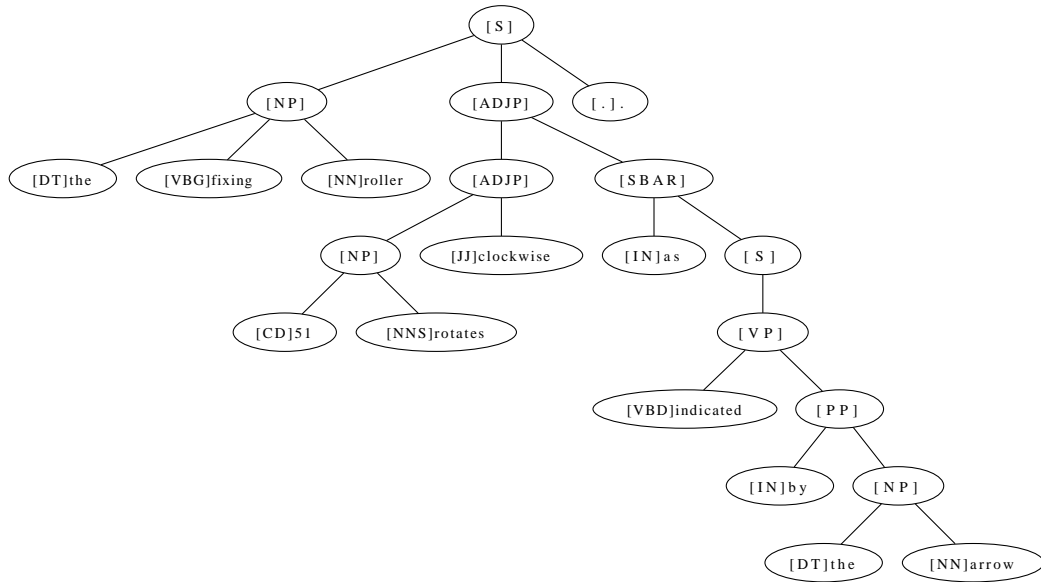 [S]
[NP] [ADJP] [.].
[DT]the [VBG]fixing [NN]roller [ADJP] [SBAR]
[NP] [JJ]clockwise [IN]as [S]
[CD]51 [NNS]rotates [VP]
[VBD]indicated [PP]
[IN]by [NP]
[DT]the [NN]arrow